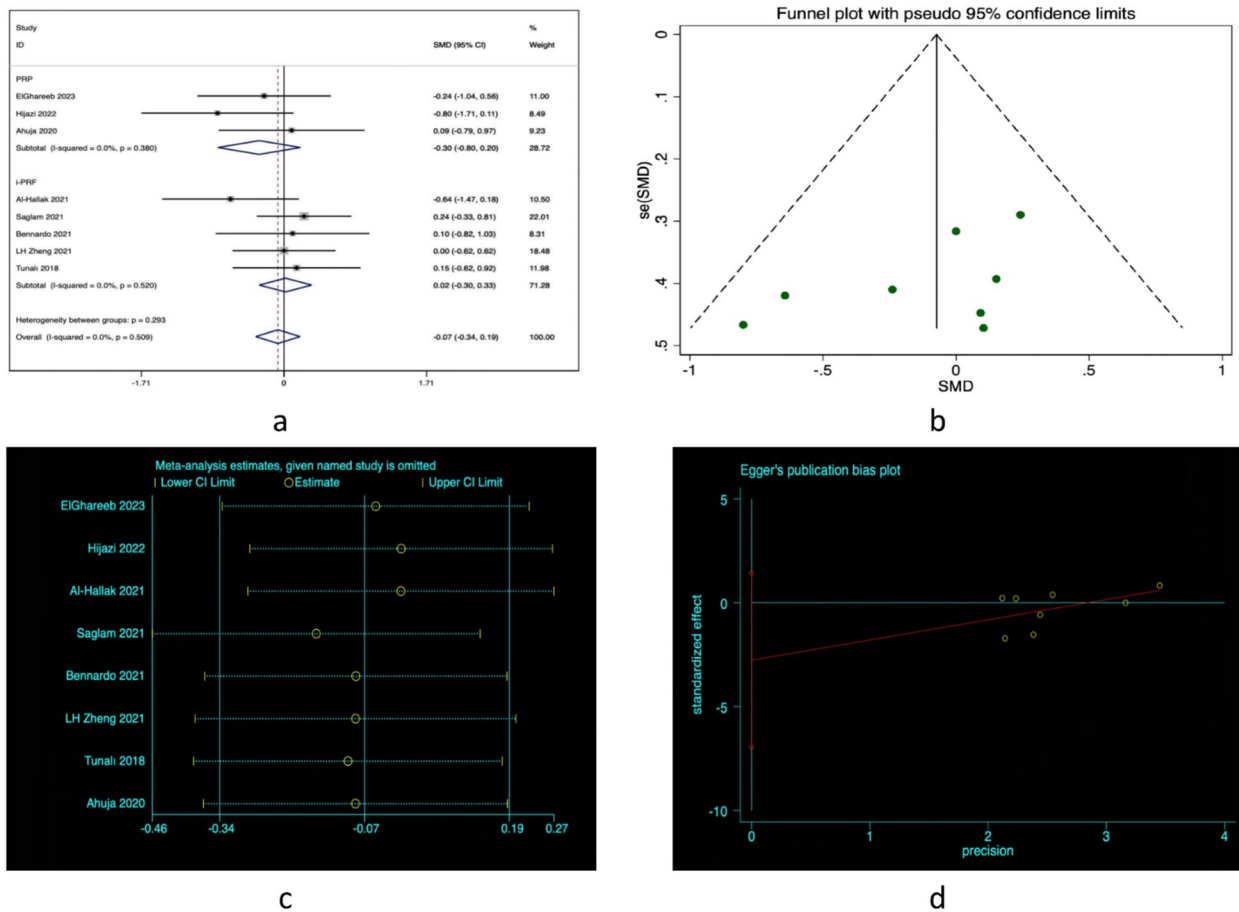 Study %
ID SMD (95% CI) Weight
PRP
ElGhareeb 2023 -0.24 (-1.04, 0.56) 11.00
Hijazi 2022 -0.80 (-1.71, 0.11) 8.49
Ahuja 2020 0.09 (-0.79, 0.97) 9.23
Subtotal (I-squared = 0.0%, p = 0.380) -0.30 (-0.80, 0.20) 28.72
i-PRF
Al-Hallak 2021 -0.64 (-1.47, 0.18) 10.50
Saglam 2021 0.24 (-0.33, 0.81) 22.01
Bennardo 2021 0.10 (-0.82, 1.03) 8.31
LH Zheng 2021 0.00 (-0.62, 0.62) 18.48
Tunalı 2018 0.15 (-0.62, 0.92) 11.98
Subtotal (I-squared = 0.0%, p = 0.520) 0.02 (-0.30, 0.33) 71.28
Heterogeneity between groups: p = 0.293
Overall (I-squared = 0.0%, p = 0.509) -0.07 (-0.34, 0.19) 100.00
-1.71 0 1.71
a
Funnel plot with pseudo 95% confidence limits
se(SMD)
0
.1
.2
.3
.4
.5
-1 -.5 0 .5 1
SMD
b
Meta-analysis estimates, given named study is omitted
Lower CI Limit Estimate Upper CI Limit
ElGhareeb 2023
Hijazi 2022
Al-Hallak 2021
Saglam 2021
Bennardo 2021
LH Zheng 2021
Tunalı 2018
Ahuja 2020
-0.46 -0.34 -0.07 0.19 0.27
c
Egger's publication bias plot
standardized effect
5
0
-5
-10
0 1 2 3 4
precision
d